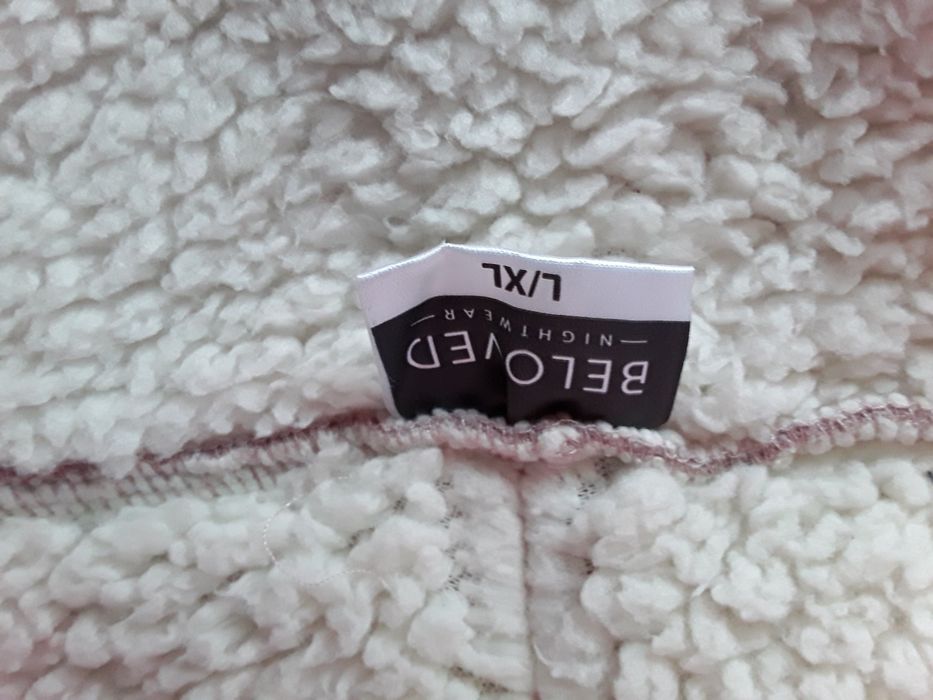 BELOVED
— NIGHTWEAR —
L/XL